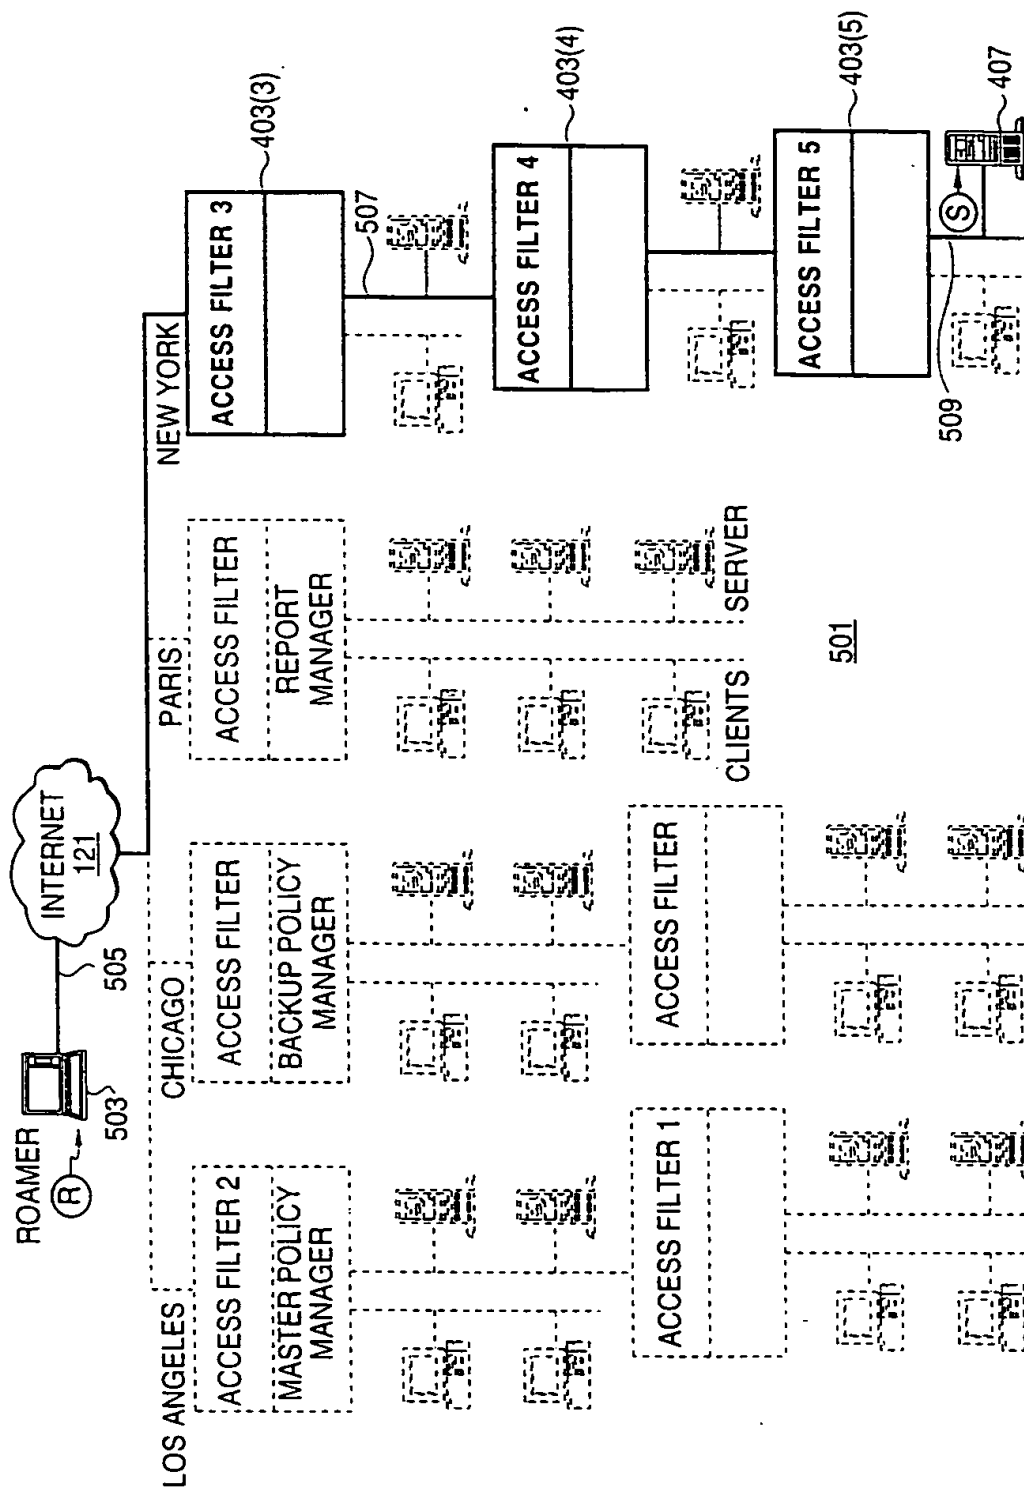 ROAMER
R
503
505
INTERNET
121
LOS ANGELES
CHICAGO
PARIS
NEW YORK
ACCESS FILTER 2
MASTER POLICY
MANAGER
ACCESS FILTER
BACKUP POLICY
MANAGER
ACCESS FILTER
REPORT
MANAGER
ACCESS FILTER 3
403(3)
507
ACCESS FILTER 1
ACCESS FILTER
CLIENTS
SERVER
ACCESS FILTER 4
403(4)
ACCESS FILTER 5
403(5)
S
407
509
501